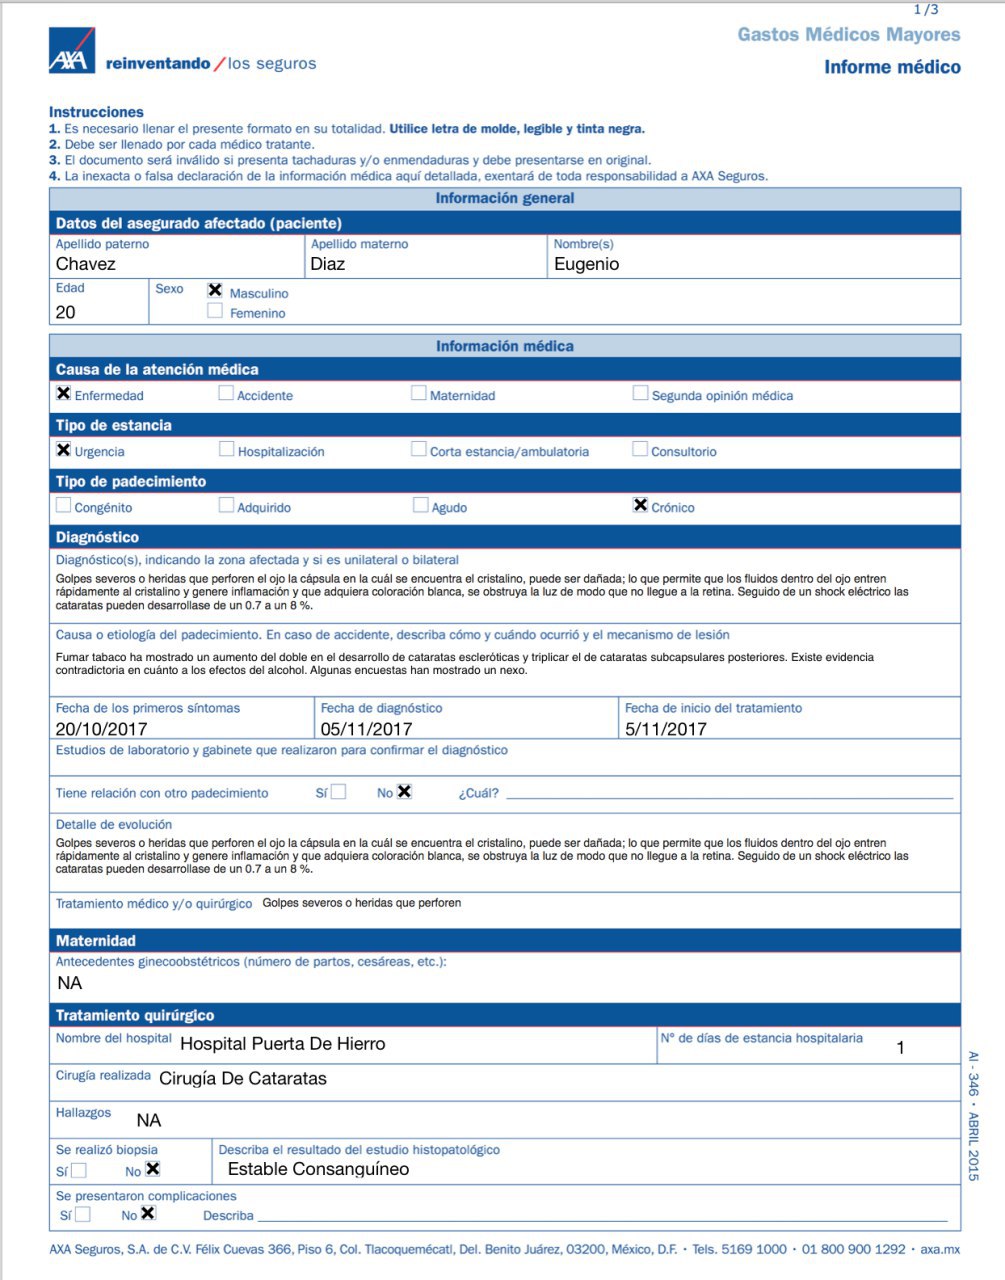 1 /3
Gastos Médicos Mayores
AXA
reinventando / los seguros
Informe médico
Instrucciones
1. Es necesario llenar el presente formato en su totalidad. Utilice letra de molde, legible y tinta negra.
2. Debe ser llenado por cada médico tratante.
3. El documento será inválido si presenta tachaduras y/o enmendaduras y debe presentarse en original.
4. La inexacta o falsa declaración de la información médica aquí detallada, exentará de toda responsabilidad a AXA Seguros.
Información general
Datos del asegurado afectado (paciente)
Apellido paterno Apellido materno Nombre(s)
Chavez Diaz Eugenio
Edad Sexo Masculino
20 Femenino
Información médica
Causa de la atención médica
Enfermedad Accidente Maternidad Segunda opinión médica
Tipo de estancia
Urgencia Hospitalización Corta estancia/ambulatoria Consultorio
Tipo de padecimiento
Congénito Adquirido Agudo Crónico
Diagnóstico
Diagnóstico(s), indicando la zona afectada y si es unilateral o bilateral
Golpes severos o heridas que perforen el ojo la cápsula en la cuál se encuentra el cristalino, puede ser dañada; lo que permite que los fluidos dentro del ojo entren
rápidamente al cristalino y genere inflamación y que adquiera coloración blanca, se obstruya la luz de modo que no llegue a la retina. Seguido de un shock eléctrico las
cataratas pueden desarrollase de un 0.7 a un 8 %.
Causa o etiología del padecimiento. En caso de accidente, describa cómo y cuándo ocurrió y el mecanismo de lesión
Fumar tabaco ha mostrado un aumento del doble en el desarrollo de cataratas escleróticas y triplicar el de cataratas subcapsulares posteriores. Existe evidencia
contradictoria en cuánto a los efectos del alcohol. Algunas encuestas han mostrado un nexo.
Fecha de los primeros síntomas Fecha de diagnóstico Fecha de inicio del tratamiento
20/10/2017 05/11/2017 5/11/2017
Estudios de laboratorio y gabinete que realizaron para confirmar el diagnóstico
Tiene relación con otro padecimiento Sí No ¿Cuál?
Detalle de evolución
Golpes severos o heridas que perforen el ojo la cápsula en la cuál se encuentra el cristalino, puede ser dañada; lo que permite que los fluidos dentro del ojo entren
rápidamente al cristalino y genere inflamación y que adquiera coloración blanca, se obstruya la luz de modo que no llegue a la retina. Seguido de un shock eléctrico las
cataratas pueden desarrollase de un 0.7 a un 8 %.
Tratamiento médico y/o quirúrgico Golpes severos o heridas que perforen
Maternidad
Antecedentes ginecoobstétricos (número de partos, cesáreas, etc.):
NA
Tratamiento quirúrgico
Nombre del hospital Hospital Puerta De Hierro Nº de días de estancia hospitalaria 1
Cirugía realizada Cirugía De Cataratas
Hallazgos NA
Se realizó biopsia Describa el resultado del estudio histopatológico
Sí No Estable Consanguíneo
Se presentaron complicaciones
Sí No Describa
AI - 346 • ABRIL 2015
AXA Seguros, S.A. de C.V. Félix Cuevas 366, Piso 6, Col. Tlacoquemécatl, Del. Benito Juárez, 03200, México, D.F. • Tels. 5169 1000 • 01 800 900 1292 • axa.mx